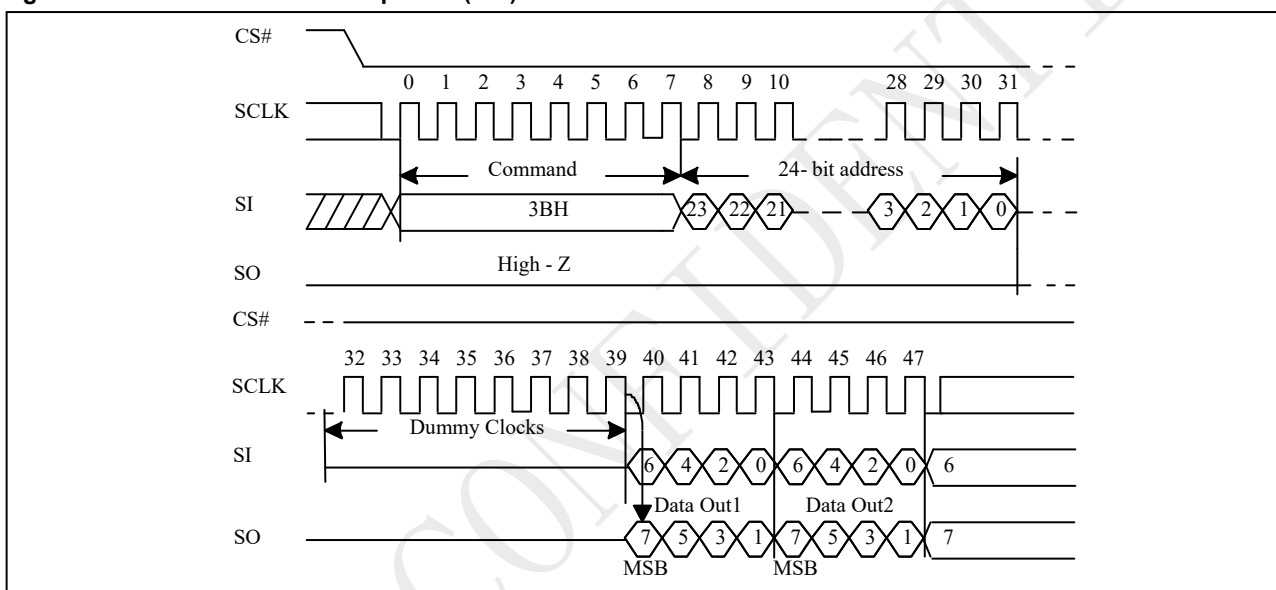 CS#
0 1 2 3 4 5 6 7 8 9 10 28 29 30 31
SCLK
Command 24- bit address
SI 3BH 23 22 21 3 2 1 0
SO High - Z
CS#
32 33 34 35 36 37 38 39 40 41 42 43 44 45 46 47
SCLK
Dummy Clocks
SI 6 4 2 0 6 4 2 0 6
Data Out1 Data Out2
SO 7 5 3 1 7 5 3 1 7
MSB MSB